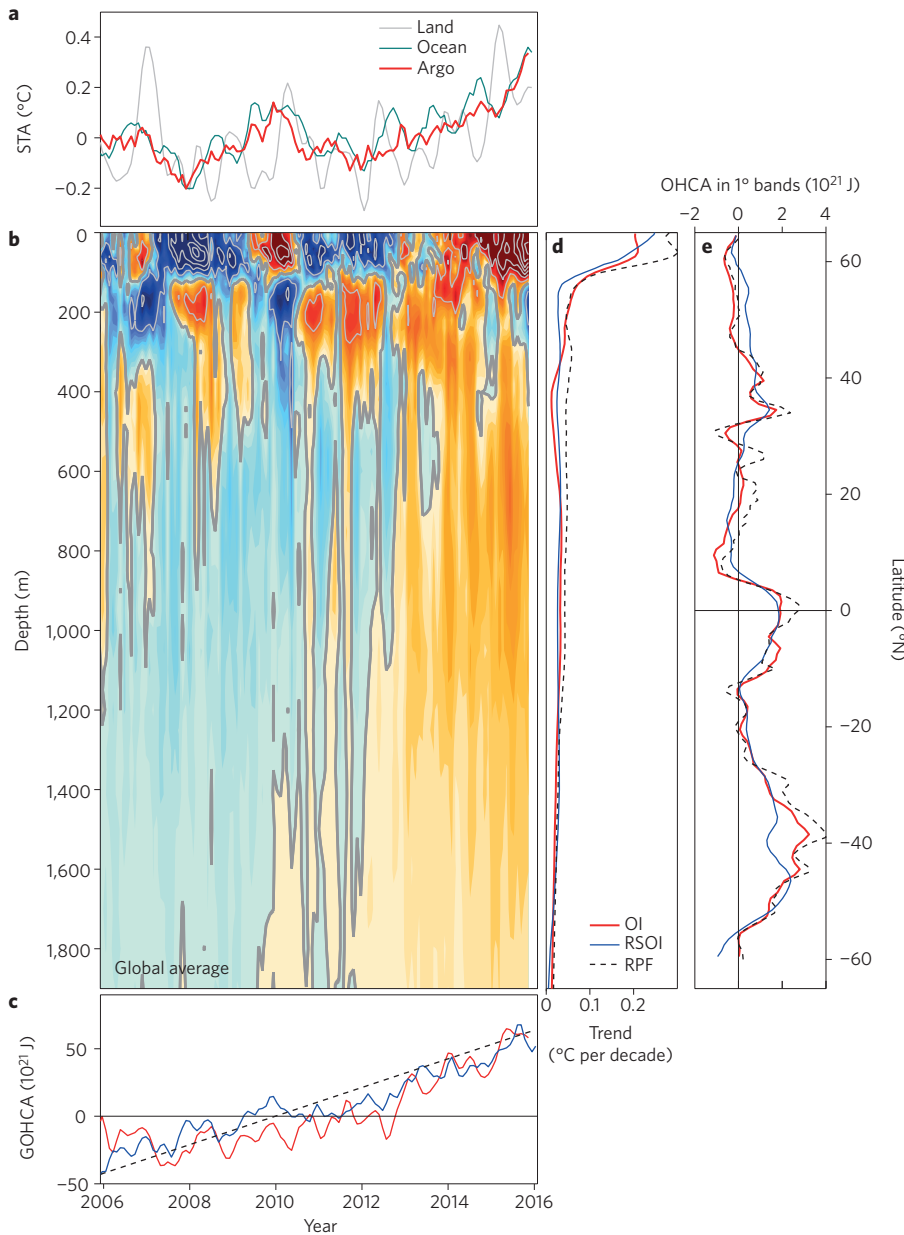 a
0.4
0.2
0
−0.2
STA (°C)
Land
Ocean
Argo
b
0
200
400
600
800
1,000
1,200
1,400
1,600
1,800
Depth (m)
Global average
c
50
0
−50
GOHCA (10²¹ J)
2006
2008
2010
2012
2014
2016
Year
d
OI
RSOI
RPF
0
0.1
0.2
Trend
(°C per decade)
OHCA in 1° bands (10²¹ J)
−2
0
2
4
e
60
40
20
0
−20
−40
−60
Latitude (°N)